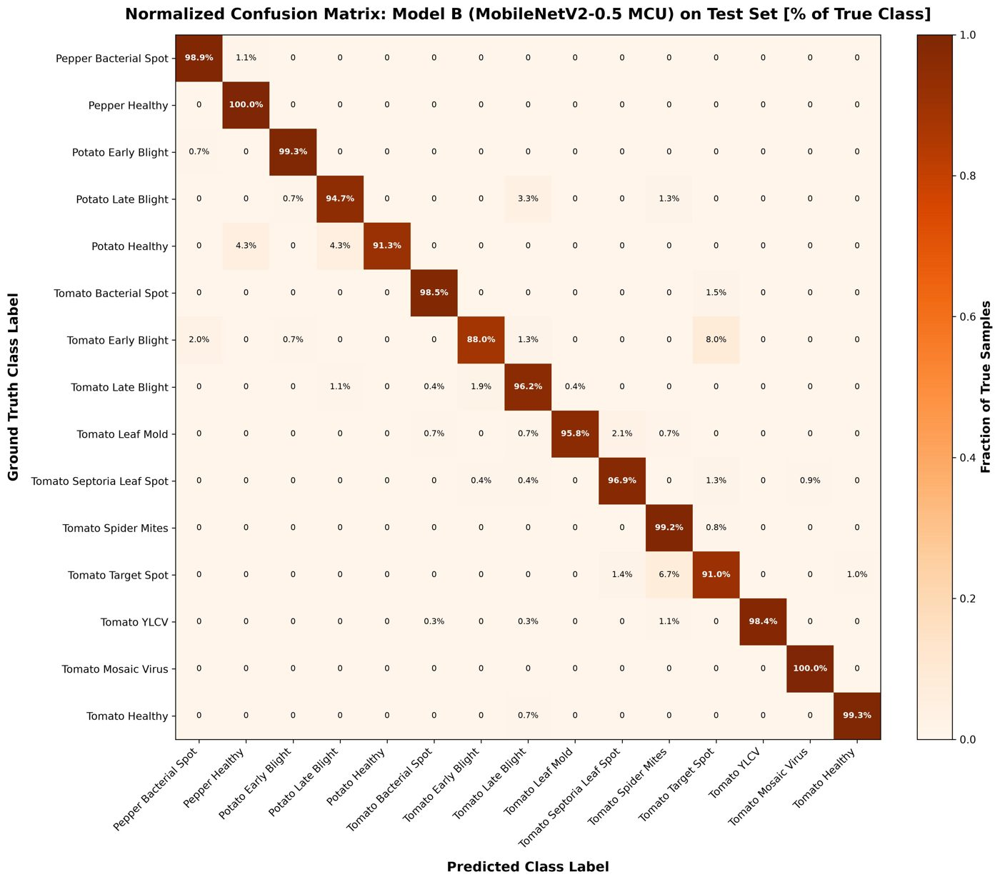 Normalized Confusion Matrix: Model B (MobileNetV2-0.5 MCU) on Test Set [% of True Class]
Pepper Bacterial Spot 98.9% 1.1% 0 0 0 0 0 0 0 0 0 0 0 0 0
Pepper Healthy 0 100.0% 0 0 0 0 0 0 0 0 0 0 0 0 0
Potato Early Blight 0.7% 0 99.3% 0 0 0 0 0 0 0 0 0 0 0 0
Potato Late Blight 0 0 0.7% 94.7% 0 0 0 3.3% 0 0 1.3% 0 0 0 0
Potato Healthy 0 4.3% 0 4.3% 91.3% 0 0 0 0 0 0 0 0 0 0
Tomato Bacterial Spot 0 0 0 0 0 98.5% 0 0 0 0 0 1.5% 0 0 0
Tomato Early Blight 2.0% 0 0.7% 0 0 0 88.0% 1.3% 0 0 0 8.0% 0 0 0
Tomato Late Blight 0 0 0 1.1% 0 0.4% 1.9% 96.2% 0.4% 0 0 0 0 0 0
Tomato Leaf Mold 0 0 0 0 0 0.7% 0 0.7% 95.8% 2.1% 0.7% 0 0 0 0
Tomato Septoria Leaf Spot 0 0 0 0 0 0 0.4% 0.4% 0 96.9% 0 1.3% 0 0.9% 0
Tomato Spider Mites 0 0 0 0 0 0 0 0 0 0 99.2% 0.8% 0 0 0
Tomato Target Spot 0 0 0 0 0 0 0 0 0 1.4% 6.7% 91.0% 0 0 1.0%
Tomato YLCV 0 0 0 0 0 0.3% 0 0.3% 0 0 1.1% 0 98.4% 0 0
Tomato Mosaic Virus 0 0 0 0 0 0 0 0 0 0 0 0 0 100.0% 0
Tomato Healthy 0 0 0 0 0 0 0 0.7% 0 0 0 0 0 0 99.3%
Ground Truth Class Label
Pepper Bacterial Spot
Pepper Healthy
Potato Early Blight
Potato Late Blight
Potato Healthy
Tomato Bacterial Spot
Tomato Early Blight
Tomato Late Blight
Tomato Leaf Mold
Tomato Septoria Leaf Spot
Tomato Spider Mites
Tomato Target Spot
Tomato YLCV
Tomato Mosaic Virus
Tomato Healthy
Predicted Class Label
1.0
0.8
0.6
0.4
0.2
0.0
Fraction of True Samples